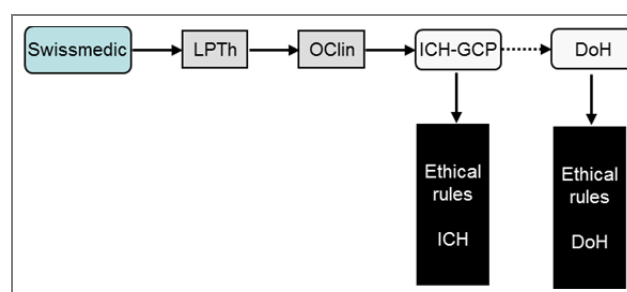 Swissmedic
LPTh
OClin
ICH-GCP
DoH
Ethical
rules
ICH
Ethical
rules
DoH